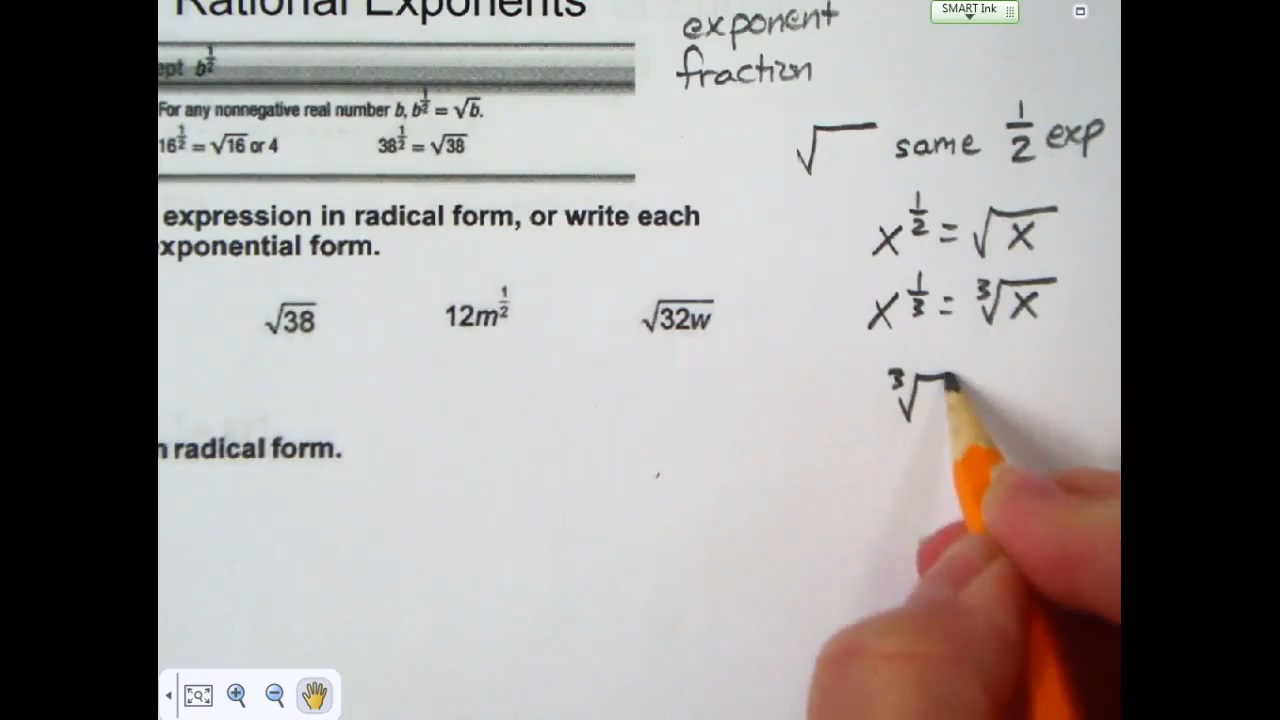 Rational Exponents
ept b^{1/2}
For any nonnegative real number b, b^{1/2} = √b.
16^{1/2} = √16 or 4    38^{1/2} = √38
expression in radical form, or write each
xponential form.
√38    12m^{1/2}    √32w
n radical form.
exponent
fraction
√ same 1/2 exp
x^{1/2} = √x
x^{1/3} = ∛x
∛
SMART Ink